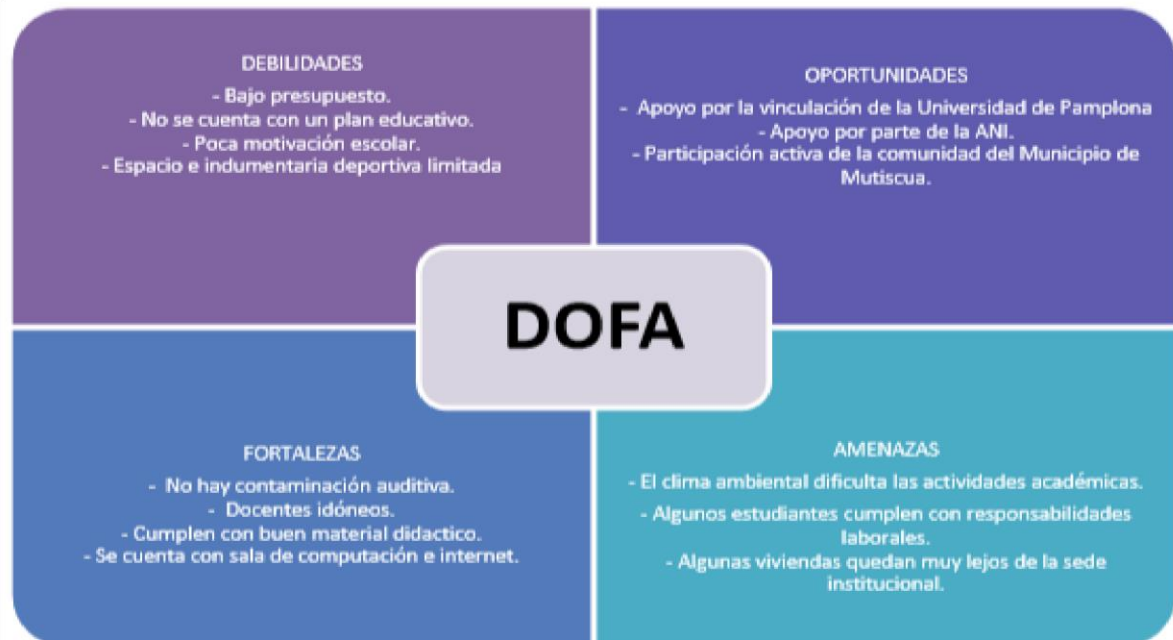 DEBILIDADES
- Bajo presupuesto.
- No se cuenta con un plan educativo.
- Poca motivación escolar.
- Espacio e indumentaria deportiva limitada
OPORTUNIDADES
- Apoyo por la vinculación de la Universidad de Pamplona
- Apoyo por parte de la ANI.
- Participación activa de la comunidad del Municipio de
Mutiscua.
DOFA
FORTALEZAS
- No hay contaminación auditiva.
- Docentes idóneos.
- Cumplen con buen material didactico.
- Se cuenta con sala de computación e internet.
AMENAZAS
- El clima ambiental dificulta las actividades académicas.
- Algunos estudiantes cumplen con responsabilidades
laborales.
- Algunas viviendas quedan muy lejos de la sede
institucional.